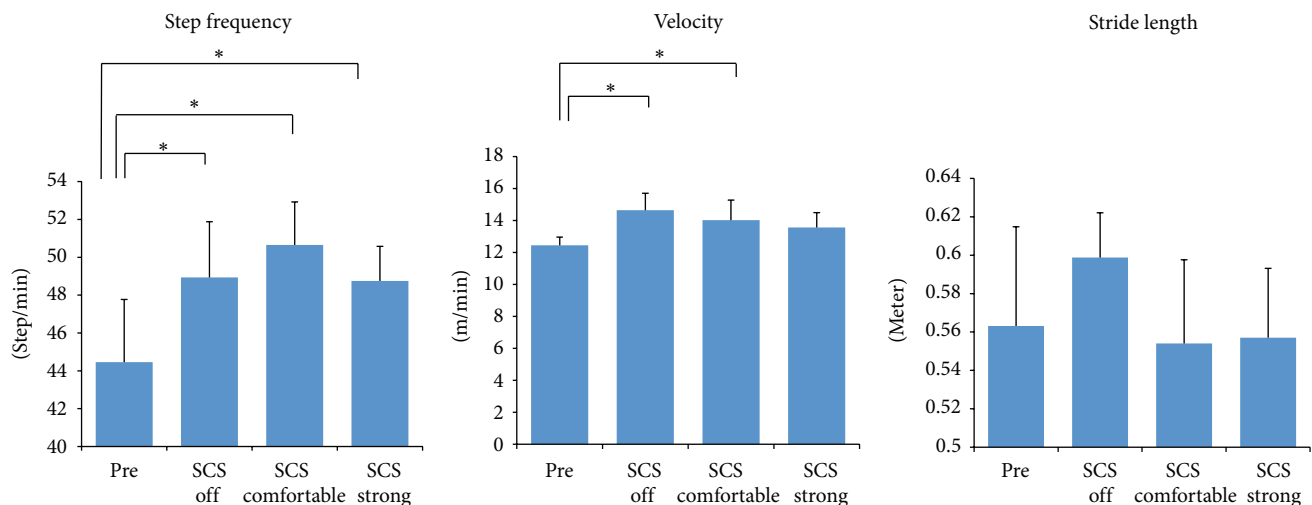 Step frequency
*
*
*
54
52
50
48
46
44
42
40
(Step/min)
Pre
SCS
off
SCS
comfortable
SCS
strong
Velocity
*
*
18
16
14
12
10
8
6
4
2
0
(m/min)
Pre
SCS
off
SCS
comfortable
SCS
strong
Stride length
0.64
0.62
0.6
0.58
0.56
0.54
0.52
0.5
(Meter)
Pre
SCS
off
SCS
comfortable
SCS
strong